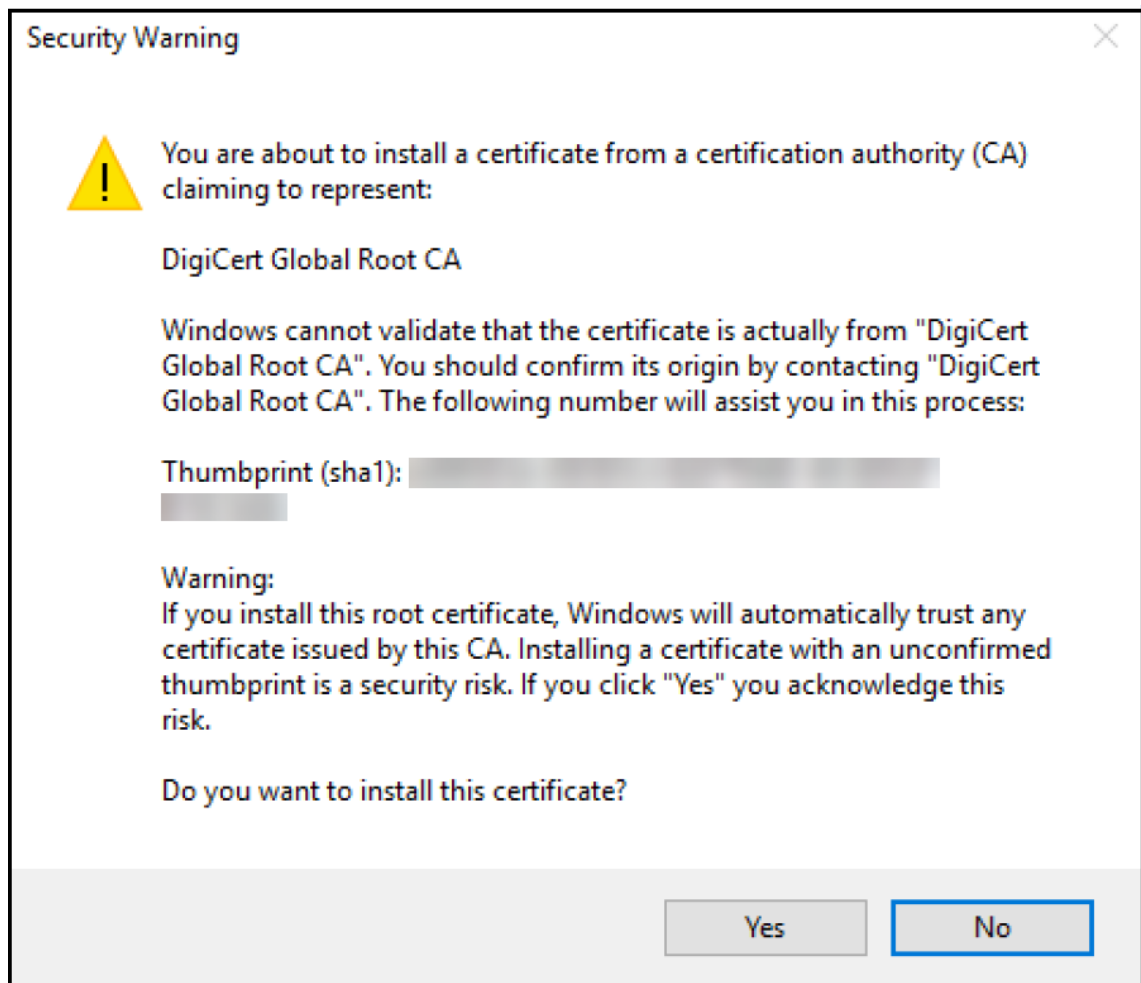 Security Warning
You are about to install a certificate from a certification authority (CA)
claiming to represent:
DigiCert Global Root CA
Windows cannot validate that the certificate is actually from "DigiCert
Global Root CA". You should confirm its origin by contacting "DigiCert
Global Root CA". The following number will assist you in this process:
Thumbprint (sha1):
Warning:
If you install this root certificate, Windows will automatically trust any
certificate issued by this CA. Installing a certificate with an unconfirmed
thumbprint is a security risk. If you click "Yes" you acknowledge this
risk.
Do you want to install this certificate?
Yes
No